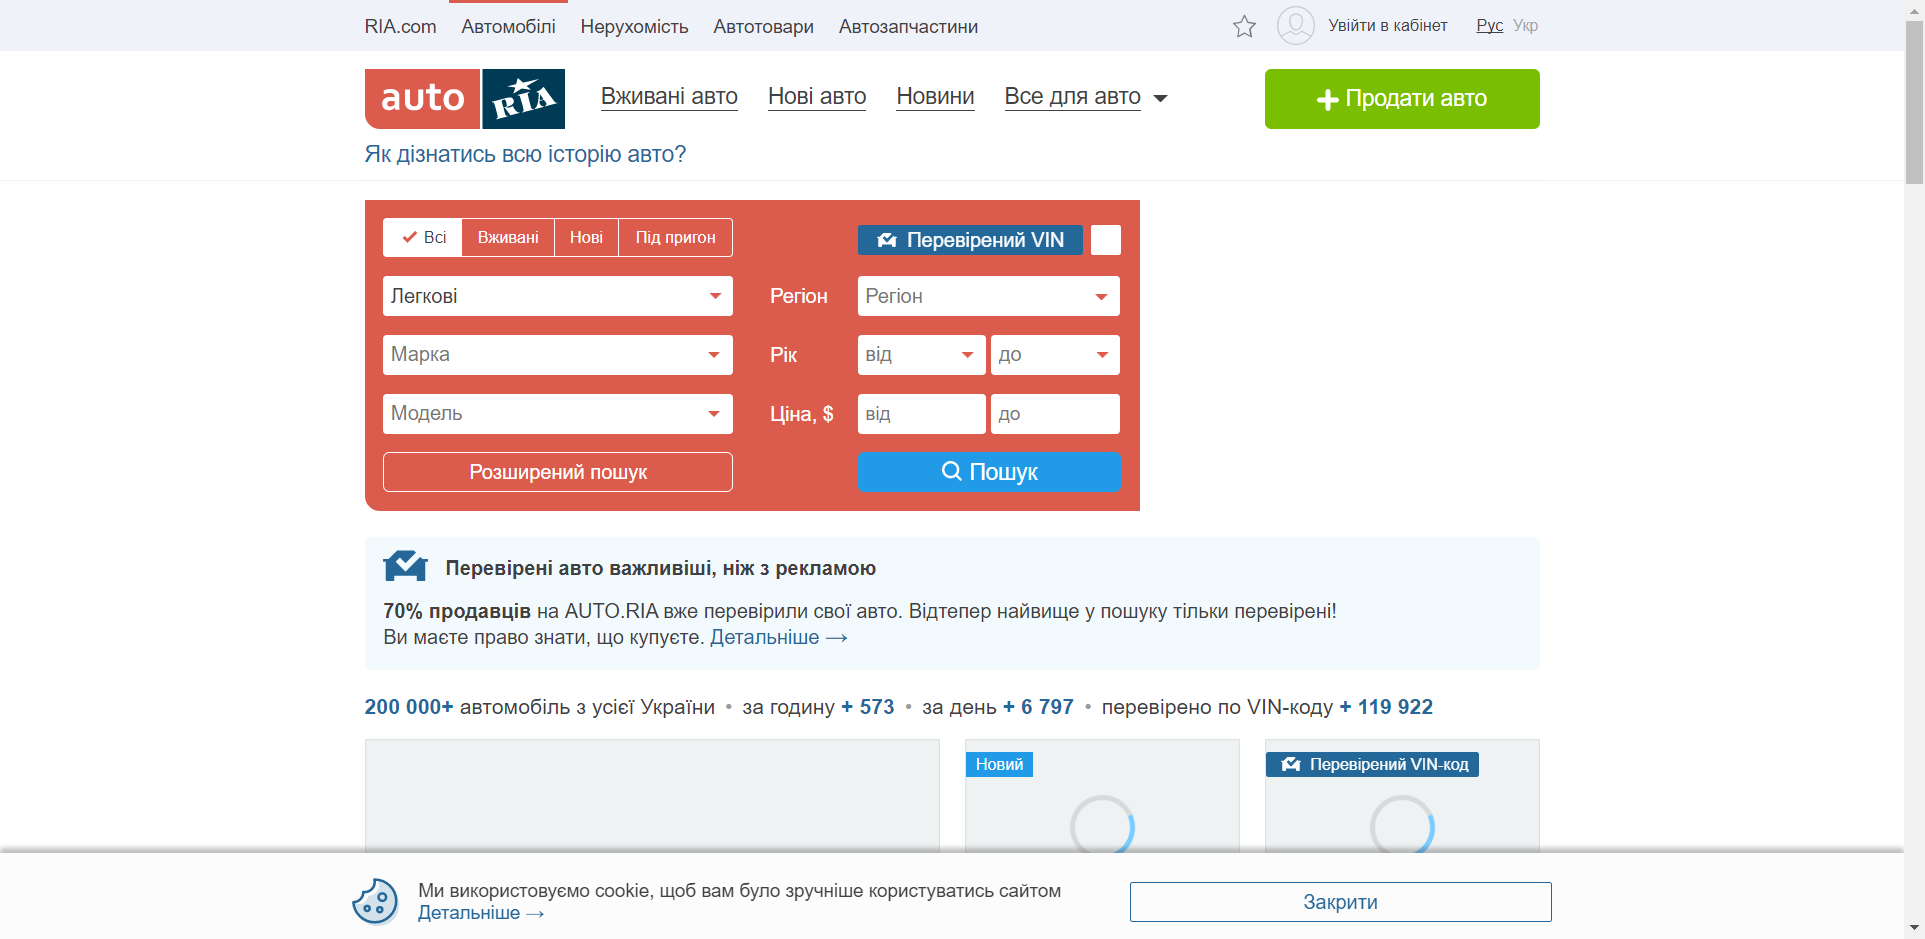 RIA.com Автомобілі Нерухомість Автотовари Автозапчастини Увійти в кабінет Рус Укр
auto RIA Вживані авто Нові авто Новини Все для авто Продати авто
Як дізнатись всю історію авто?
Всі Вживані Нові Під пригон Перевірений VIN
Легкові Регіон Регіон
Марка Рік від до
Модель Ціна, $ від до
Розширений пошук Пошук
Перевірені авто важливіші, ніж з рекламою
70% продавців на AUTO.RIA вже перевірили свої авто. Відтепер найвище у пошуку тільки перевірені!
Ви маєте право знати, що купуєте. Детальніше →
200 000+ автомобіль з усієї України • за годину + 573 • за день + 6 797 • перевірено по VIN-коду + 119 922
Новий Перевірений VIN-код
Ми використовуємо cookie, щоб вам було зручніше користуватись сайтом
Детальніше →
Закрити